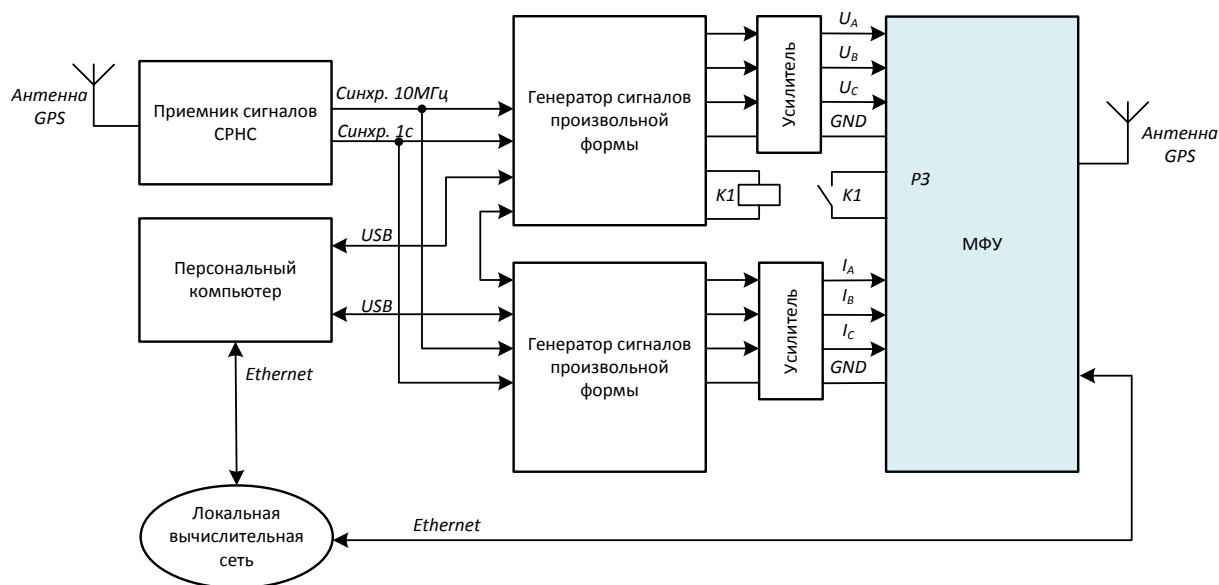 Антенна
GPS
Приемник сигналов
СРНС
Синхр. 10МГц
Синхр. 1с
Генератор сигналов
произвольной
формы
Усилитель
U_A
U_B
U_C
GND
K1
K1
РЗ
МФУ
Антенна
GPS
Персональный
компьютер
USB
USB
Ethernet
Генератор сигналов
произвольной
формы
Усилитель
I_A
I_B
I_C
GND
Локальная
вычислительная
сеть
Ethernet